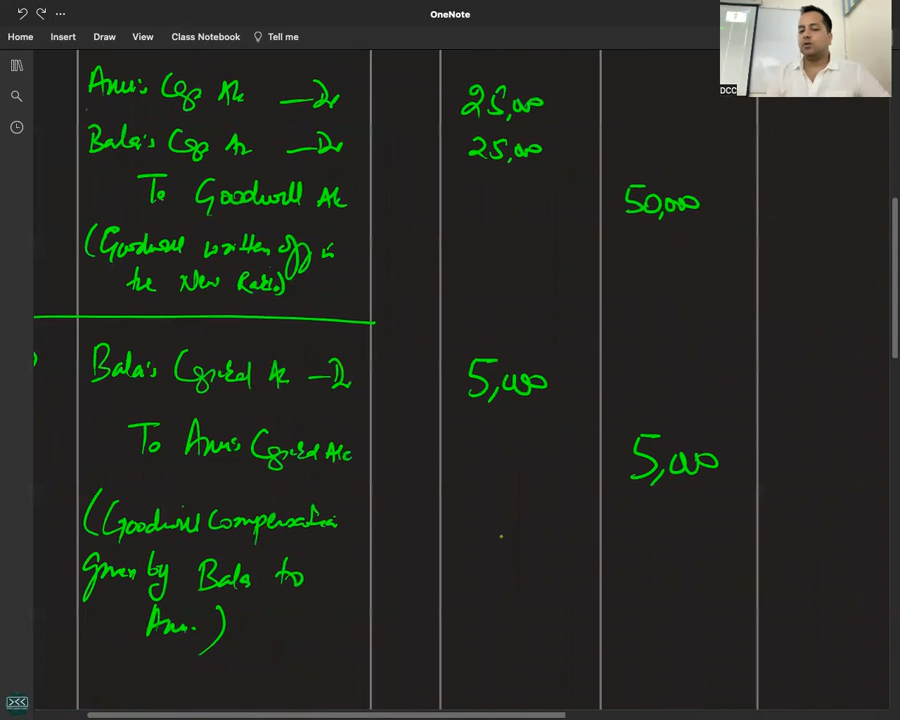 OneNote
Home Insert Draw View Class Notebook Tell me
DCC
Anu's Cap A/c —Dr 25,000
Bala's Cap A/c —Dr 25,000
To Goodwill A/c 50,000
(Goodwill written off in
the New Ratio)
Bala's Capital A/c —Dr 5,000
To Anu's Capital A/c 5,000
(Goodwill Compensation
given by Bala to
Anu.)